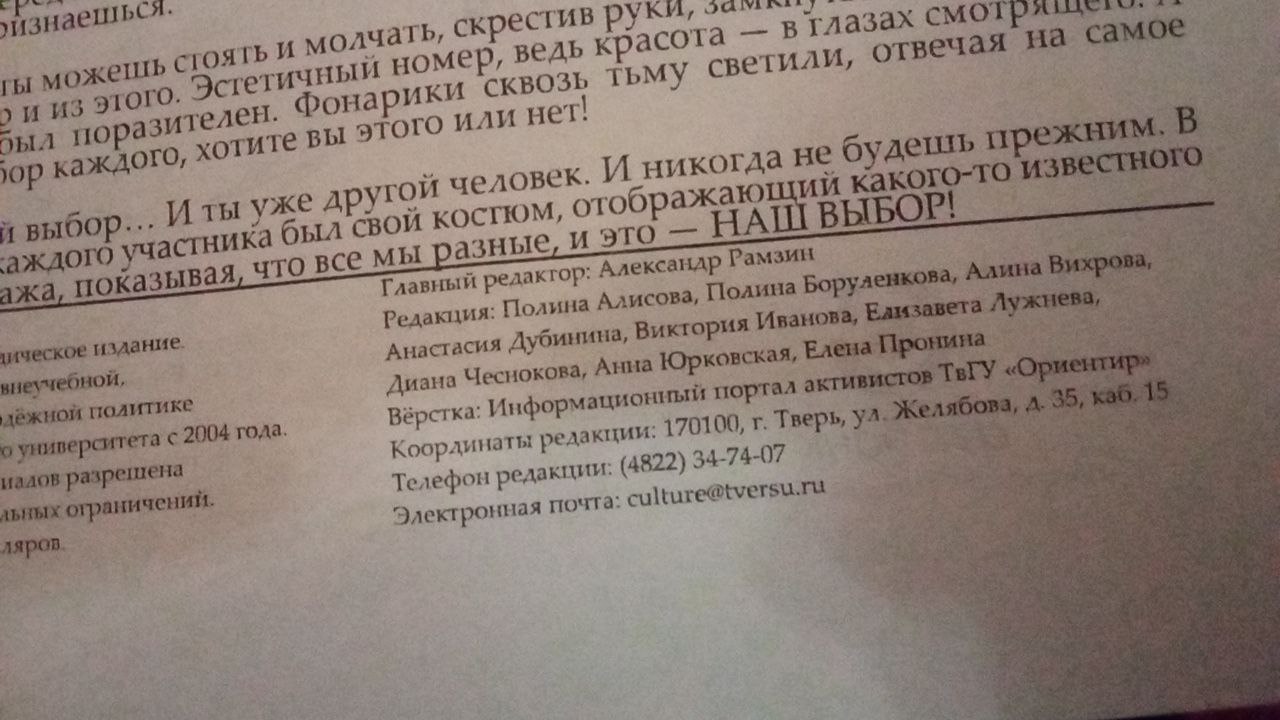 ризнаешься.
ты можешь стоять и молчать, скрестив руки,
и из этого. Эстетичный номер, ведь красота — в глазах смотрящего.
был поразителен. Фонарики сквозь тьму светили, отвечая на самое
бор каждого, хотите вы этого или нет!
й выбор… И ты уже другой человек. И никогда не будешь прежним. В
каждого участника был свой костюм, отображающий какого-то известного
ажа, показывая, что все мы разные, и это — НАШ ВЫБОР!
дическое издание.
внеучебной,
одёжной политике
о университета с 2004 года.
иалов разрешена
льных ограничений.
ляров.
Главный редактор: Александр Рамзин
Редакция: Полина Алисова, Полина Боруленкова, Алина Вихрова,
Анастасия Дубинина, Виктория Иванова, Елизавета Лужнева,
Диана Чеснокова, Анна Юрковская, Елена Пронина
Вёрстка: Информационный портал активистов ТвГУ «Ориентир»
Координаты редакции: 170100, г. Тверь, ул. Желябова, д. 35, каб. 15
Телефон редакции: (4822) 34-74-07
Электронная почта: culture@tversu.ru